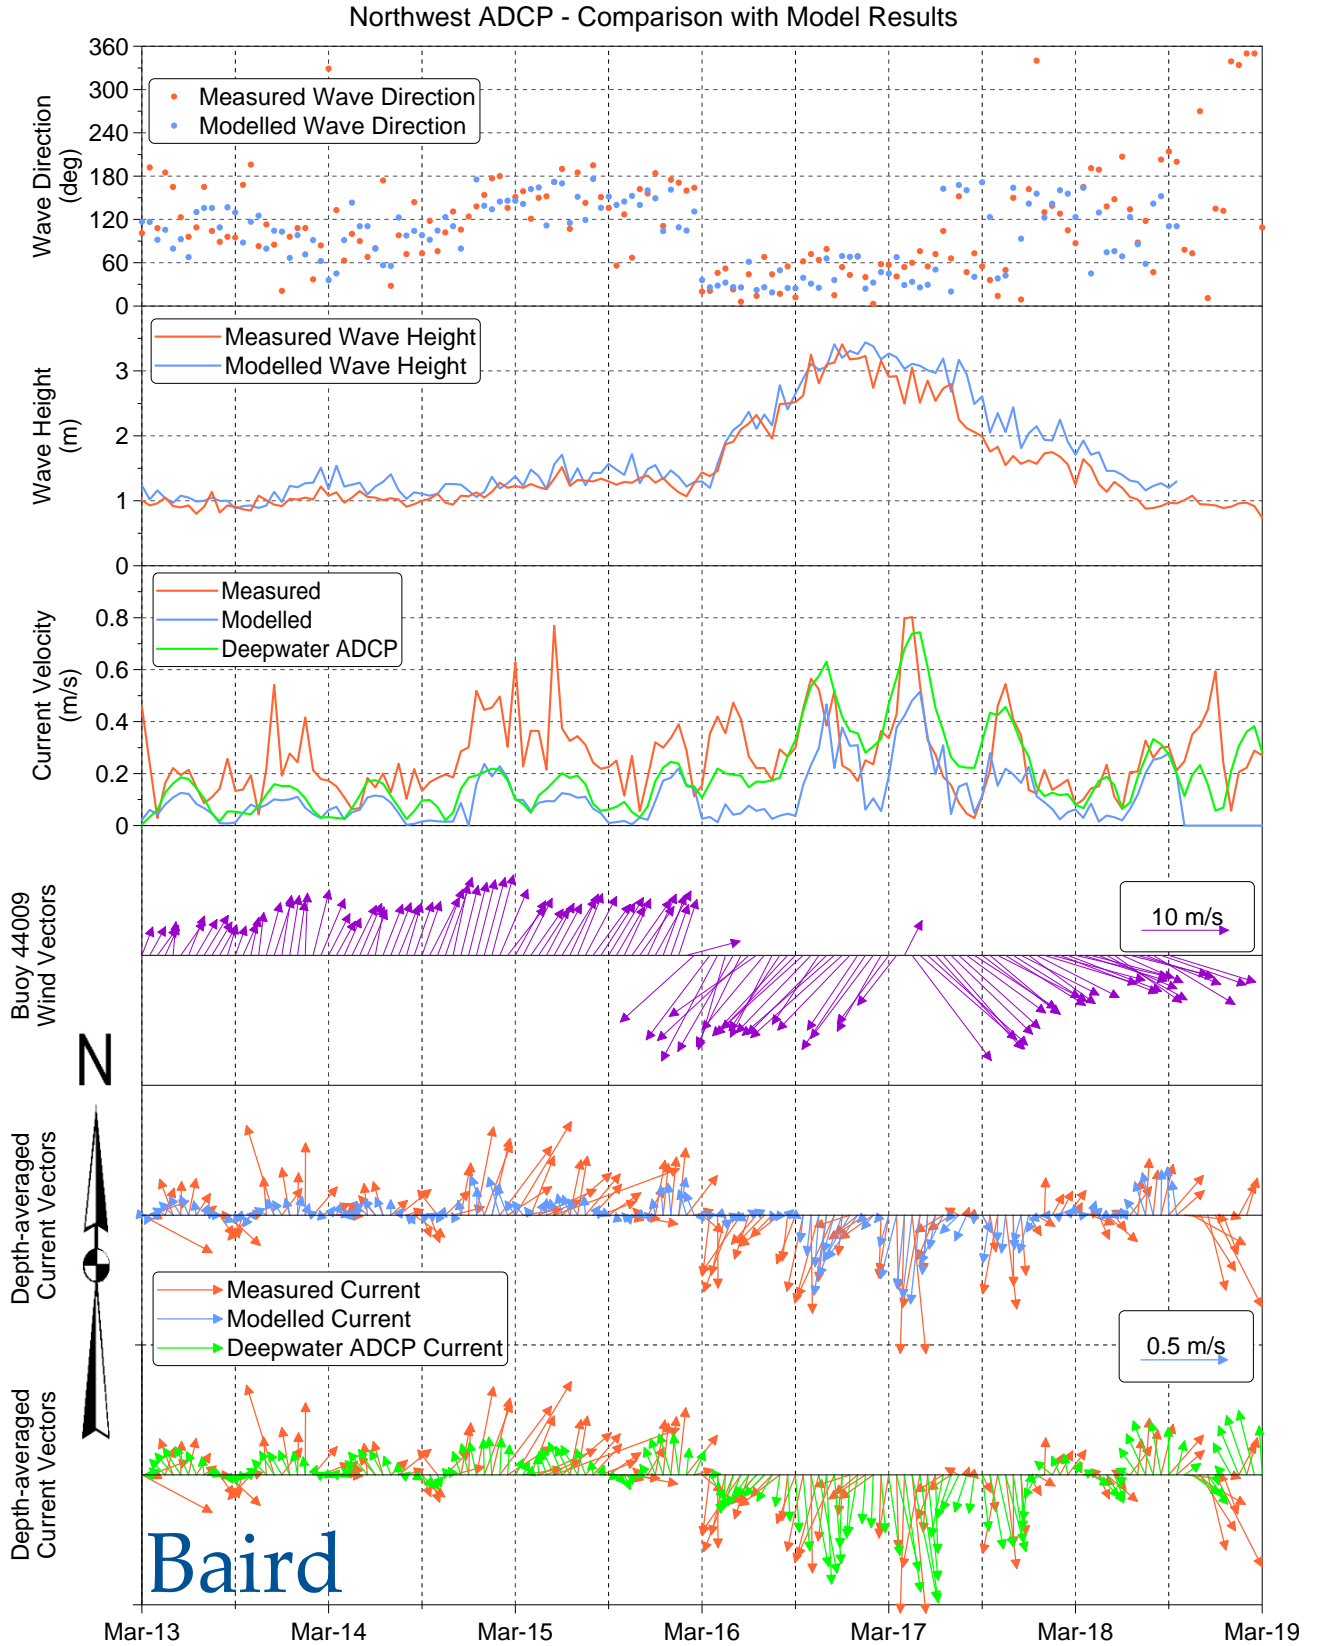 Northwest ADCP - Comparison with Model Results
360
300
240
180
120
60
0
Wave Direction
(deg)
Measured Wave Direction
Modelled Wave Direction
3
2
1
0
Wave Height
(m)
Measured Wave Height
Modelled Wave Height
0.8
0.6
0.4
0.2
0
Current Velocity
(m/s)
Measured
Modelled
Deepwater ADCP
Buoy 44009
Wind Vectors
10 m/s
N
Depth-averaged
Current Vectors
Measured Current
Modelled Current
Deepwater ADCP Current
0.5 m/s
Depth-averaged
Current Vectors
Baird
Mar-13
Mar-14
Mar-15
Mar-16
Mar-17
Mar-18
Mar-19